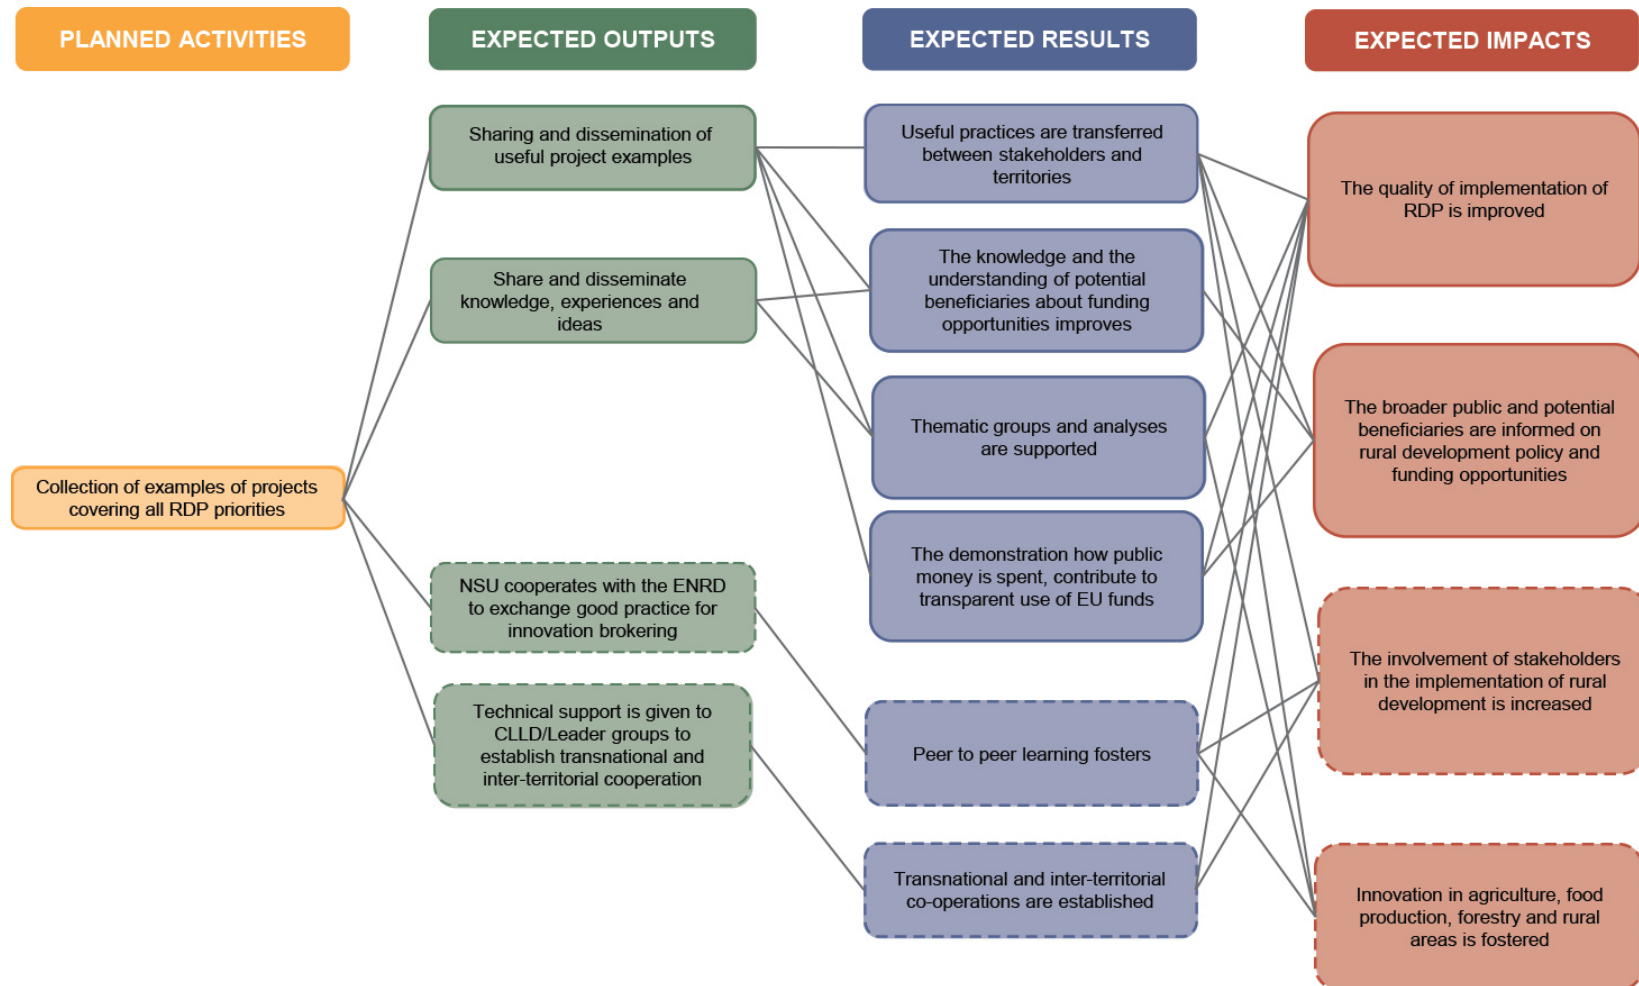 PLANNED ACTIVITIES
EXPECTED OUTPUTS
EXPECTED RESULTS
EXPECTED IMPACTS
Collection of examples of projects
covering all RDP priorities
Sharing and dissemination of
useful project examples
Share and disseminate
knowledge, experiences and
ideas
NSU cooperates with the ENRD
to exchange good practice for
innovation brokering
Technical support is given to
CLLD/Leader groups to
establish transnational and
inter-territorial cooperation
Useful practices are transferred
between stakeholders and
territories
The knowledge and the
understanding of potential
beneficiaries about funding
opportunities improves
Thematic groups and analyses
are supported
The demonstration how public
money is spent, contribute to
transparent use of EU funds
Peer to peer learning fosters
Transnational and inter-territorial
co-operations are established
The quality of implementation of
RDP is improved
The broader public and potential
beneficiaries are informed on
rural development policy and
funding opportunities
The involvement of stakeholders
in the implementation of rural
development is increased
Innovation in agriculture, food
production, forestry and rural
areas is fostered